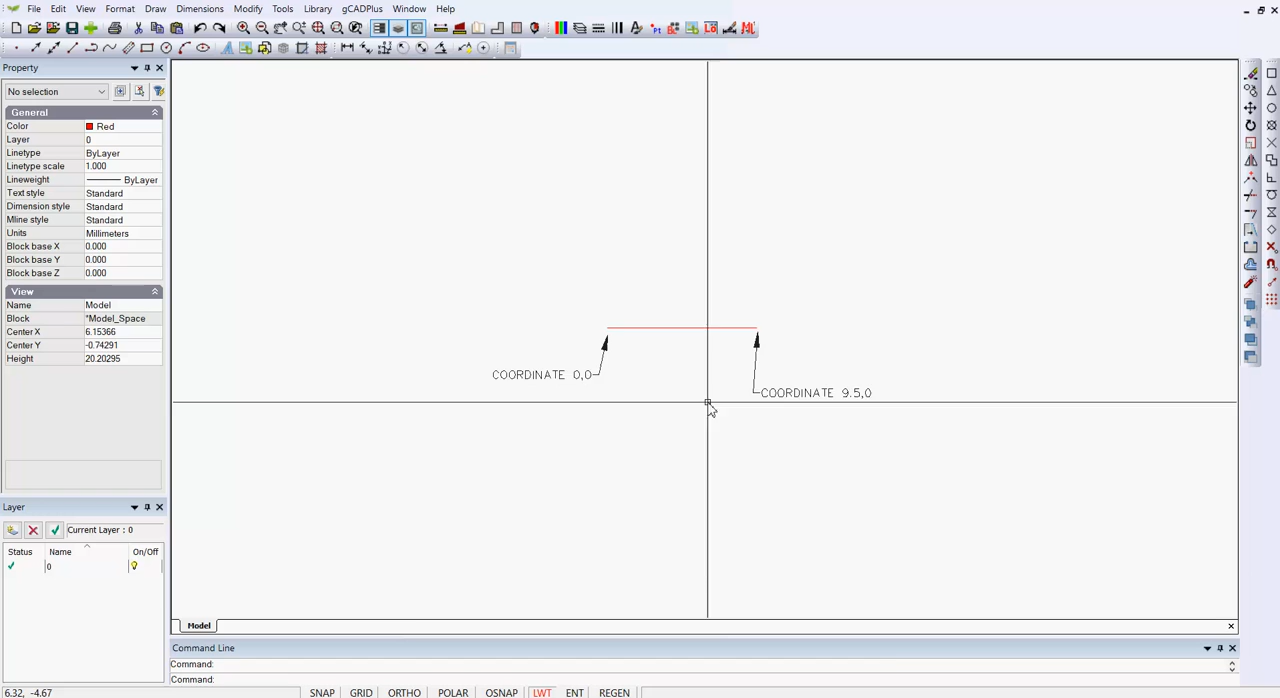 File Edit View Format Draw Dimensions Modify Tools Library gCADPlus Window Help
Property
No selection
General
Color Red
Layer 0
Linetype ByLayer
Linetype scale 1.000
Lineweight ByLayer
Text style Standard
Dimension style Standard
Mline style Standard
Units Millimeters
Block base X 0.000
Block base Y 0.000
Block base Z 0.000
View
Name Model
Block *Model_Space
Center X 6.15366
Center Y -0.74291
Height 20.20295
COORDINATE 0,0
COORDINATE 9.5,0
Layer
Current Layer : 0
Status Name On/Off
0
Model
Command Line
Command:
Command:
6.32, -4.67 SNAP GRID ORTHO POLAR OSNAP LWT ENT REGEN